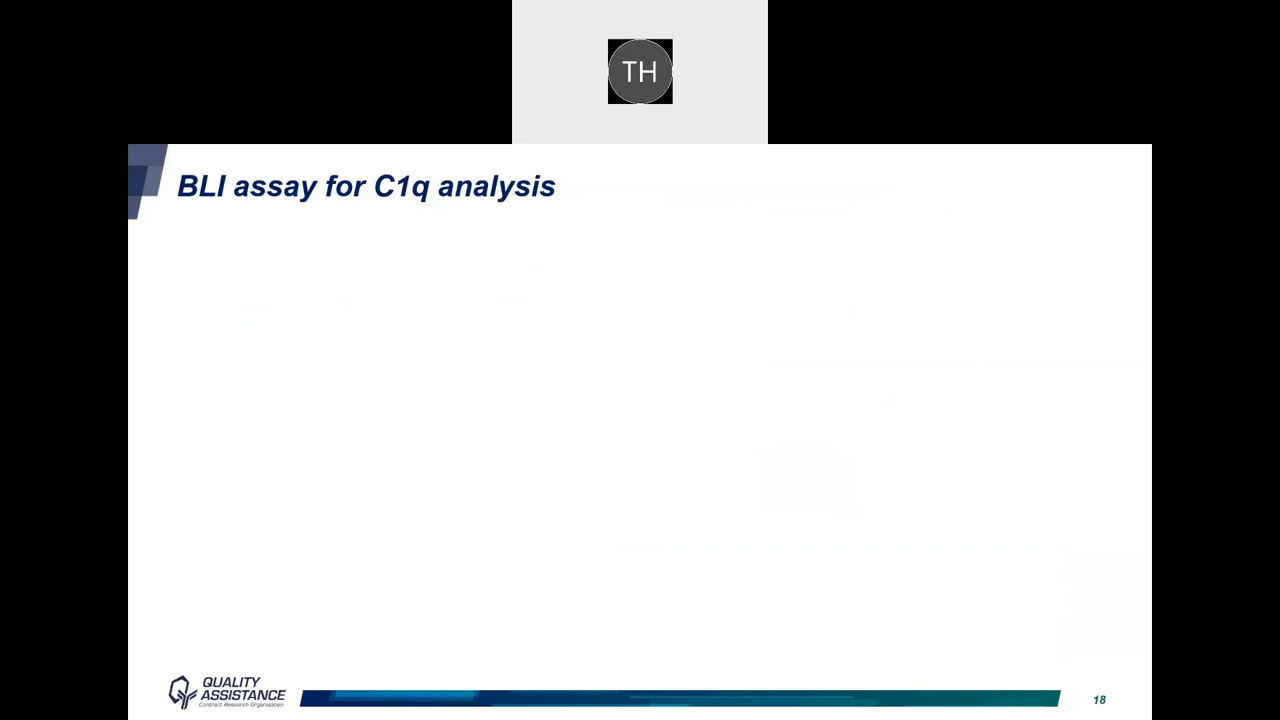 TH
BLI assay for C1q analysis
QUALITY
ASSISTANCE
Contract Research Organisation
18